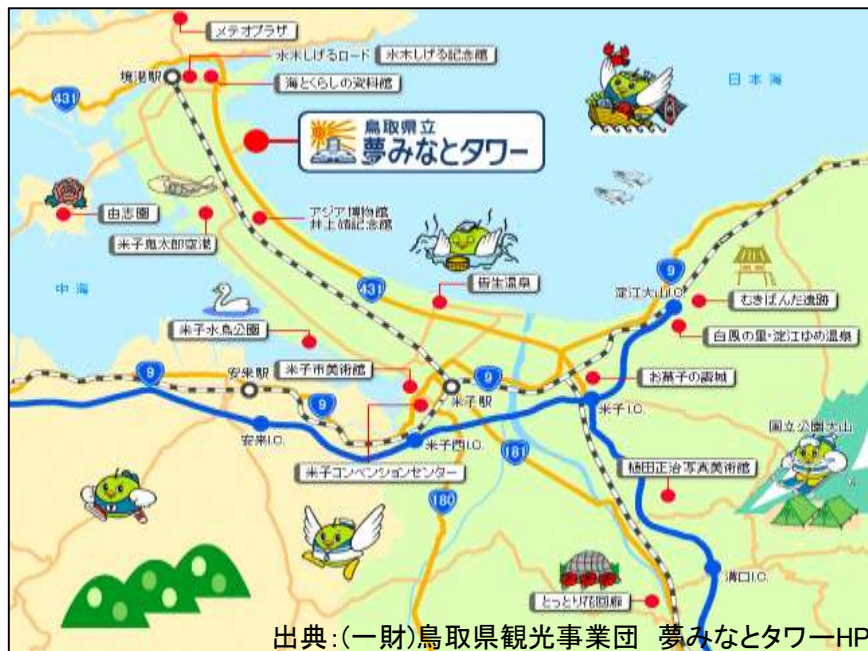 メテオプラザ
水木しげるロード
水木しげる記念館
境港駅
海とくらしの資料館
431
鳥取県立
夢みなとタワー
日本海
由志園
アジア博物館
井上靖記念館
米子鬼太郎空港
中海
431
皆生温泉
9
淀江大山I.C.
むきばんだ遺跡
白鳳の里・淀江ゆめ温泉
米子水鳥公園
9
安来駅
米子市美術館
9
米子駅
9
お菓子の壽城
米子I.C.
安来I.C.
米子西I.C.
181
国立公園大山
米子コンベンションセンター
180
植田正治写真美術館
溝口I.C.
とっとり花回廊
出典:(一財)鳥取県観光事業団 夢みなとタワーHP